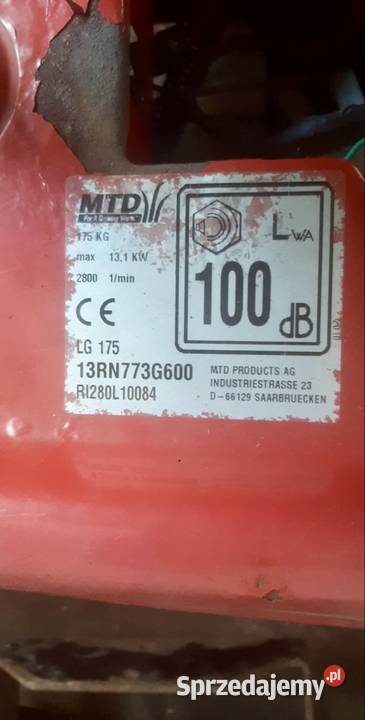 MTD
For A Growing World.
175 KG
max 13.1 KW
2800 1/min
CE
LG 175
13RN773G600
RI280L10084
LWA
100
dB
MTD PRODUCTS AG
INDUSTRIESTRASSE 23
D-66129 SAARBRUECKEN
Sprzedajemy.pl